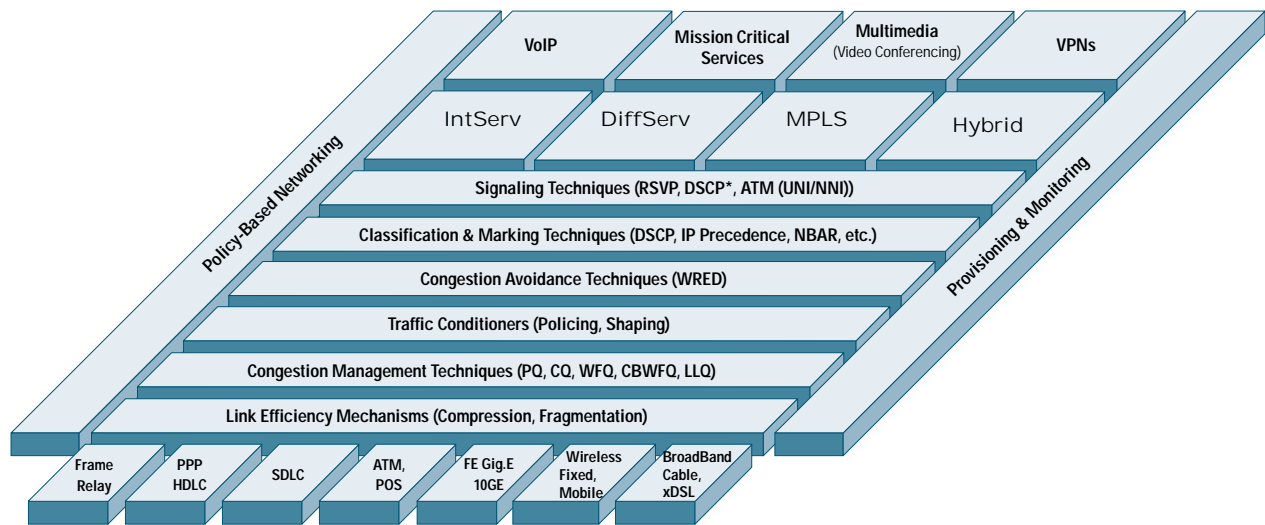 VoIP
Mission Critical
Services
Multimedia
(Video Conferencing)
VPNs
IntServ
DiffServ
MPLS
Hybrid
Policy-Based Networking
Provisioning & Monitoring
Signaling Techniques (RSVP, DSCP*, ATM (UNI/NNI))
Classification & Marking Techniques (DSCP, IP Precedence, NBAR, etc.)
Congestion Avoidance Techniques (WRED)
Traffic Conditioners (Policing, Shaping)
Congestion Management Techniques (PQ, CQ, WFQ, CBWFQ, LLQ)
Link Efficiency Mechanisms (Compression, Fragmentation)
Frame
Relay
PPP
HDLC
SDLC
ATM,
POS
FE Gig.E
10GE
Wireless
Fixed,
Mobile
BroadBand
Cable,
xDSL